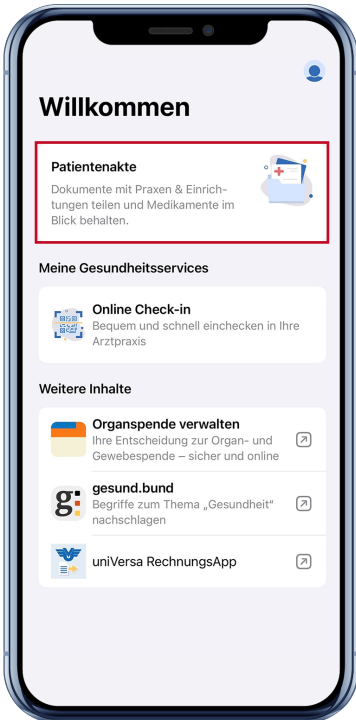 Willkommen
Patientenakte
Dokumente mit Praxen & Einrich-
tungen teilen und Medikamente im
Blick behalten.
Meine Gesundheitsservices
Online Check-in
Bequem und schnell einchecken in Ihre
Arztpraxis
Weitere Inhalte
Organspende verwalten
Ihre Entscheidung zur Organ- und
Gewebespende – sicher und online
g:
gesund.bund
Begriffe zum Thema „Gesundheit“
nachschlagen
uniVersa RechnungsApp